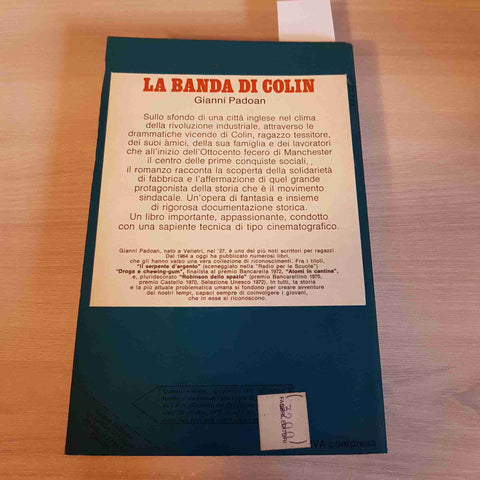 LA BANDA DI COLIN
Gianni Padoan
Sullo sfondo di una città inglese nel clima
della rivoluzione industriale, attraverso le
drammatiche vicende di Colin, ragazzo tessitore,
dei subi àmici, della sua famiglia e dei lavoratori
che all'inizio dell'Ottocento fecero di Manchester
il centro delle prime conquiste sociali,
il romanzo racconta la scoperta della solidarietà
di fabbrica e l'affermazione di quel grande
protagonista della storia che è il movimento
sindacale. Un'opera di fantasia e insieme
di rigorosa documentazione storica.
Un libro importante, appassionante, condotto
con una sapiente tecnica di tipo cinematografico.
Gianni Padoan, nato a Velletri, nel '27, è uno dei più noti scrittori per ragazzi.
Dal 1964 a oggi ha pubblicato numerosi libri,
che gli hanno valso una vera collezione di riconoscimenti. Fra i titoli,
"Il serpente d'argento" (sceneggiato nella "Radio per le Scuole")
"Droga e chewing-gum", finalista al premio Bancarella 1972, "Atomi in cantina",
e, pluridecorato "Robinson dello spazio" (premio Bancarellino 1970,
premio Castello 1970, Selezione Unesco 1972). In tutti, la storia
e la più attuale problematica umana si fondono per creare avventure
dei nostri tempi, capaci sempre di coinvolgere i giovani,
che in esse si riconoscono.
3200
FABBRI EDITORI
IVA compresa